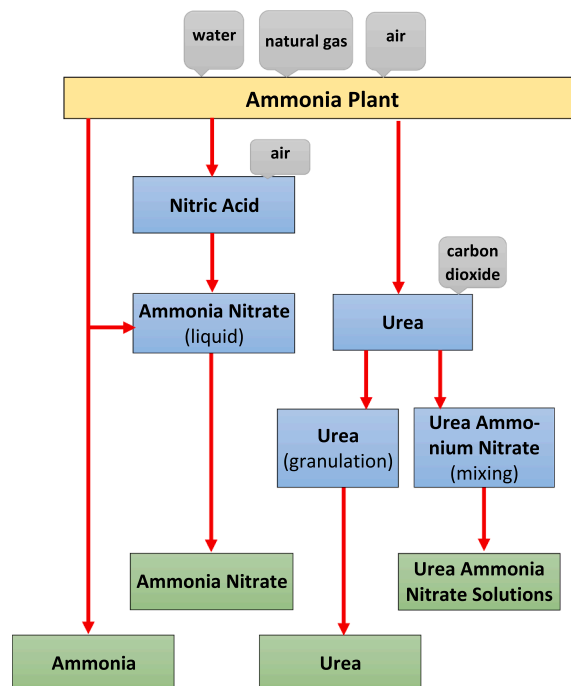 water
natural gas
air
Ammonia Plant
air
Nitric Acid
carbon
dioxide
Ammonia Nitrate
(liquid)
Urea
Urea
(granulation)
Urea Ammo-
nium Nitrate
(mixing)
Ammonia Nitrate
Urea Ammonia
Nitrate Solutions
Ammonia
Urea